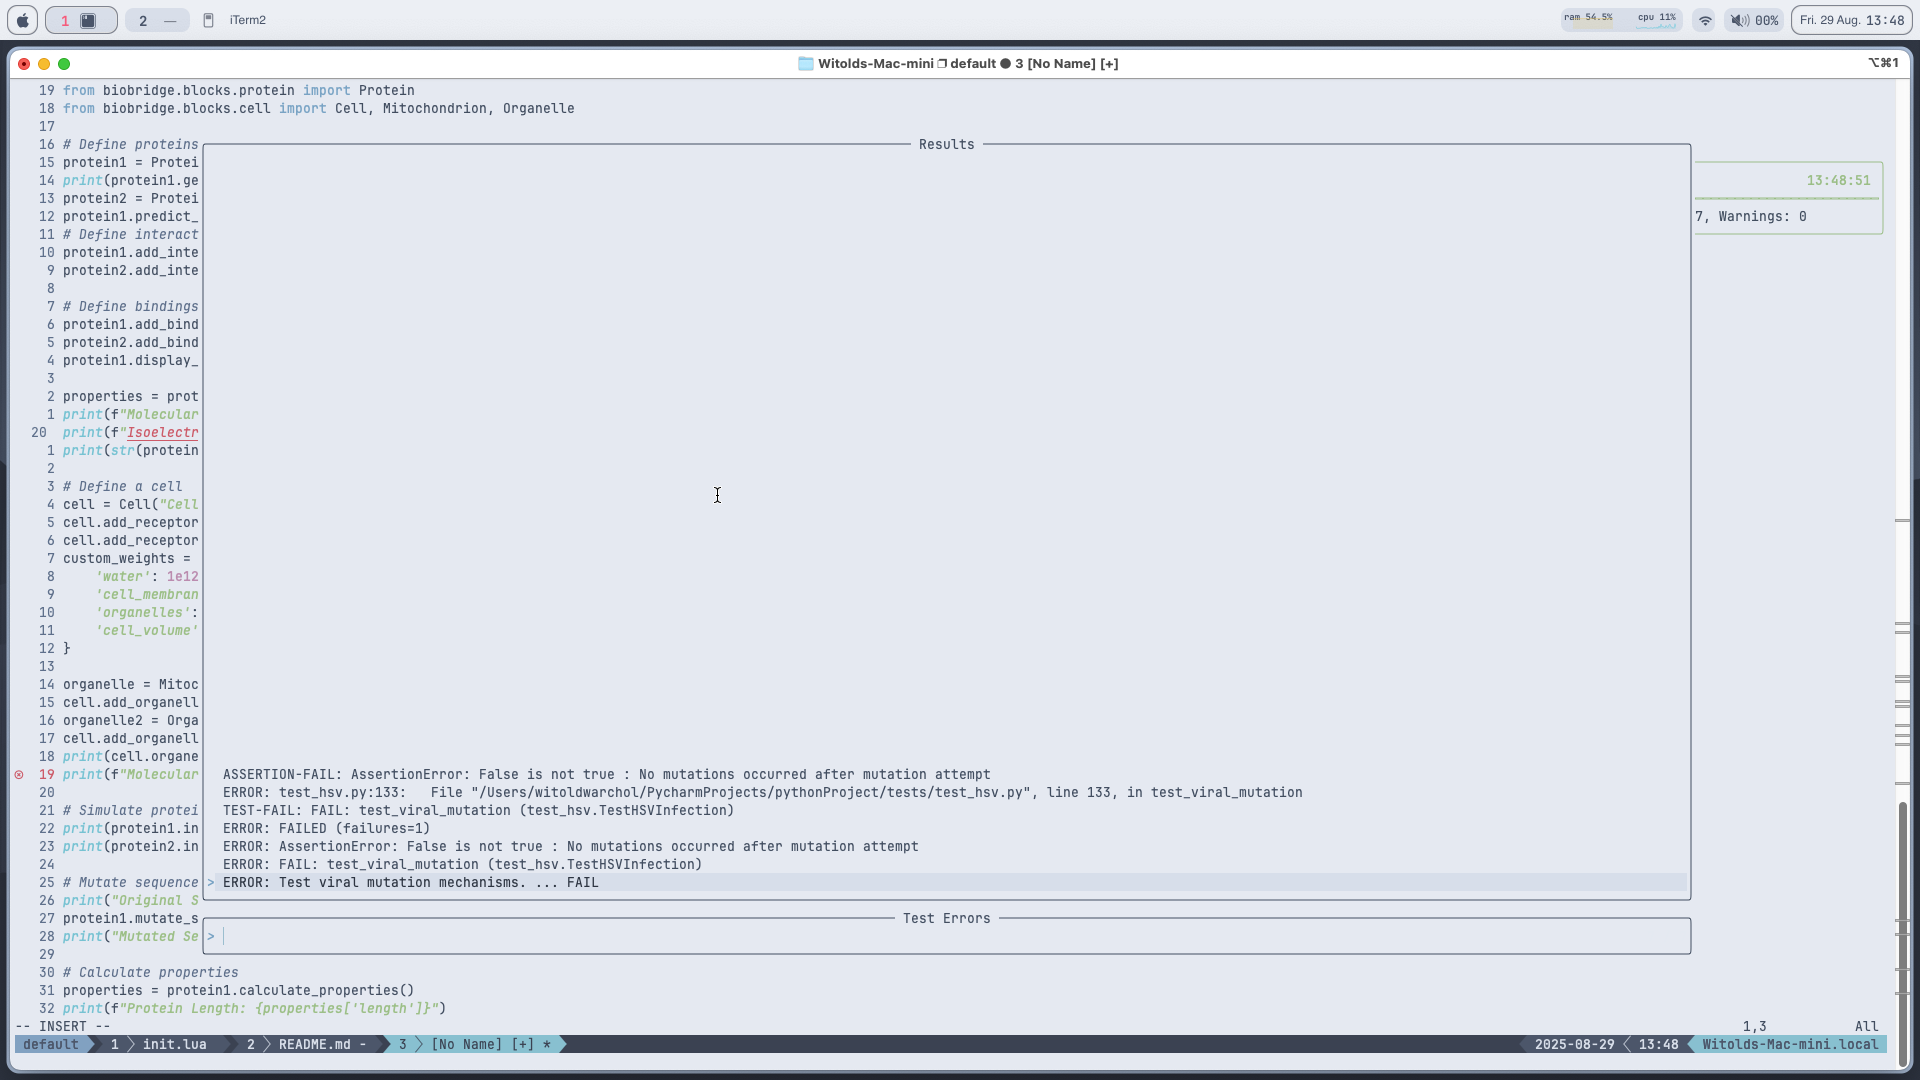 1
2 —
iTerm2
ram 54.5%
cpu 11%
00%
Fri. 29 Aug. 13:48
Witolds-Mac-mini ❐ default ● 3 [No Name] [+]
⌥⌘1
19 from biobridge.blocks.protein import Protein
18 from biobridge.blocks.cell import Cell, Mitochondrion, Organelle
17
16 # Define proteins
15 protein1 = Protei
14 print(protein1.ge
13 protein2 = Protei
12 protein1.predict_
11 # Define interact
10 protein1.add_inte
9 protein2.add_inte
8
7 # Define bindings
6 protein1.add_bind
5 protein2.add_bind
4 protein1.display_
3
2 properties = prot
1 print(f"Molecular
20 print(f"Isoelectr
1 print(str(protein
2
3 # Define a cell
4 cell = Cell("Cell
5 cell.add_receptor
6 cell.add_receptor
7 custom_weights =
8 'water': 1e12
9 'cell_membran
10 'organelles':
11 'cell_volume'
12 }
13
14 organelle = Mitoc
15 cell.add_organell
16 organelle2 = Orga
17 cell.add_organell
18 print(cell.organe
19 print(f"Molecular
20
21 # Simulate protei
22 print(protein1.in
23 print(protein2.in
24
25 # Mutate sequence
26 print("Original S
27 protein1.mutate_s
28 print("Mutated Se
29
30 # Calculate properties
31 properties = protein1.calculate_properties()
32 print(f"Protein Length: {properties['length']}")
Results
13:48:51
7, Warnings: 0
ASSERTION-FAIL: AssertionError: False is not true : No mutations occurred after mutation attempt
ERROR: test_hsv.py:133:   File "/Users/witoldwarchol/PycharmProjects/pythonProject/tests/test_hsv.py", line 133, in test_viral_mutation
TEST-FAIL: FAIL: test_viral_mutation (test_hsv.TestHSVInfection)
ERROR: FAILED (failures=1)
ERROR: AssertionError: False is not true : No mutations occurred after mutation attempt
ERROR: FAIL: test_viral_mutation (test_hsv.TestHSVInfection)
> ERROR: Test viral mutation mechanisms. ... FAIL
Test Errors
>
-- INSERT --
1,3
All
default 1 init.lua 2 README.md - 3 [No Name] [+] *
2025-08-29 13:48 Witolds-Mac-mini.local